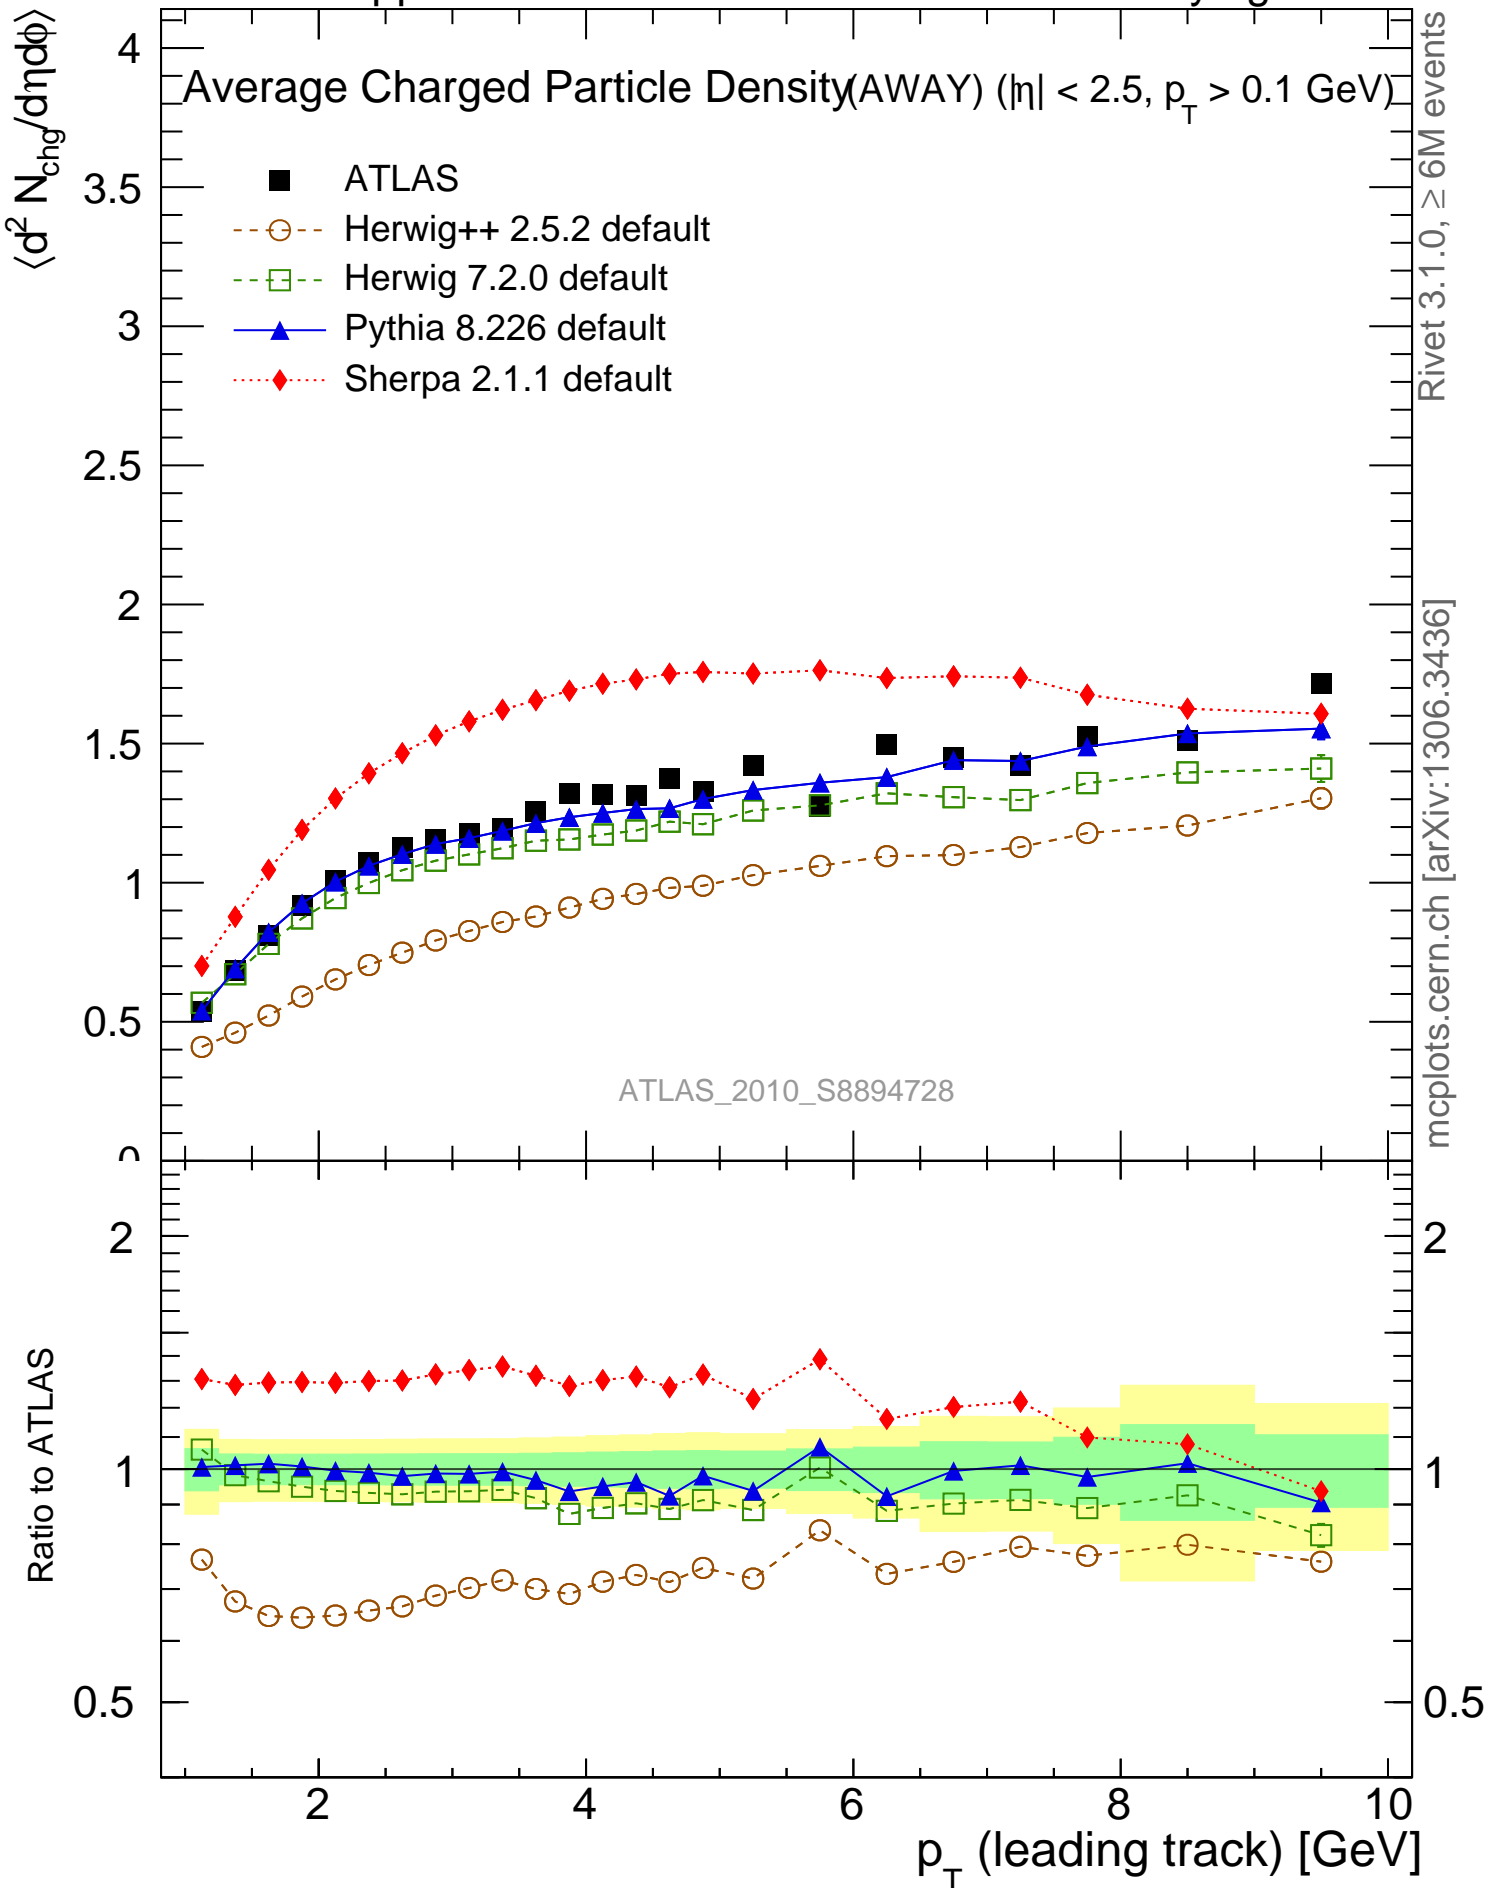 ⟨d² N_chg/dηdϕ⟩
Average Charged Particle Density (AWAY) (|η| < 2.5, p_T > 0.1 GeV)
ATLAS
Herwig++ 2.5.2 default
Herwig 7.2.0 default
Pythia 8.226 default
Sherpa 2.1.1 default
4
3.5
3
2.5
2
1.5
1
0.5
0
ATLAS_2010_S8894728
Rivet 3.1.0, ≥ 6M events
mcplots.cern.ch [arXiv:1306.3436]
Ratio to ATLAS
2
1
0.5
2
1
0.5
2 4 6 8 10
p_T (leading track) [GeV]